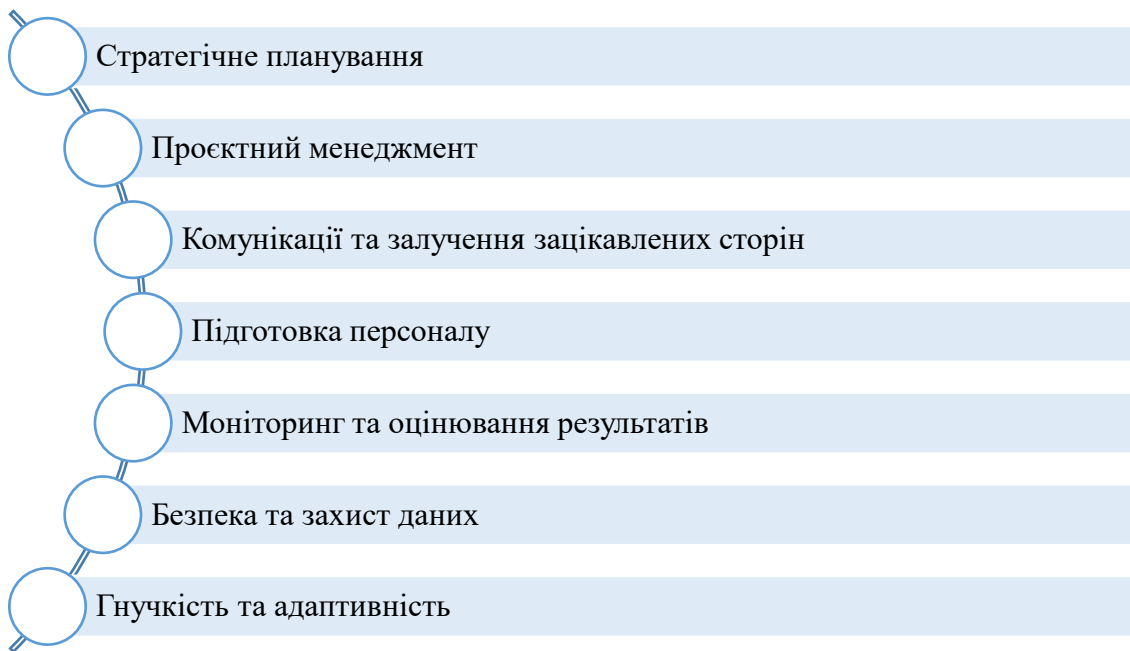 Стратегічне планування
Проєктний менеджмент
Комунікації та залучення зацікавлених сторін
Підготовка персоналу
Моніторинг та оцінювання результатів
Безпека та захист даних
Гнучкість та адаптивність